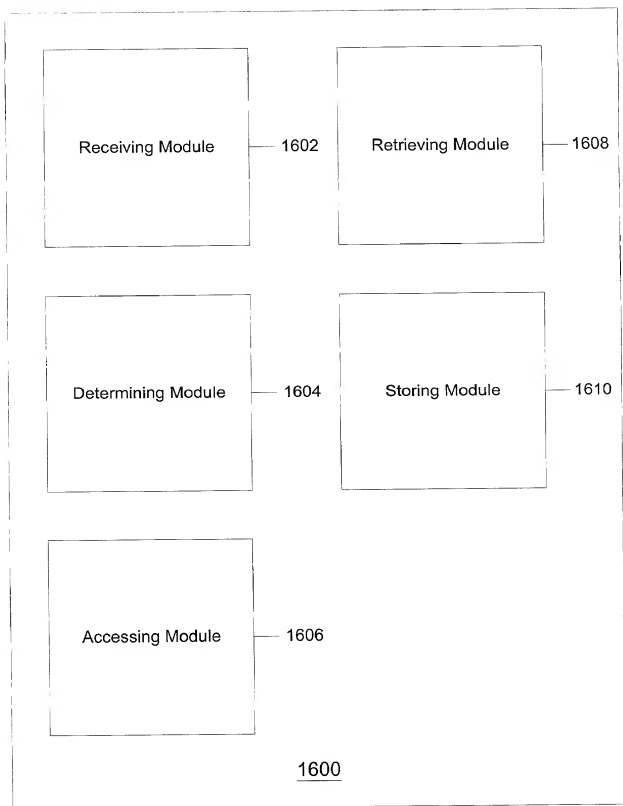 Receiving Module 1602
Retrieving Module 1608
Determining Module 1604
Storing Module 1610
Accessing Module 1606
1600